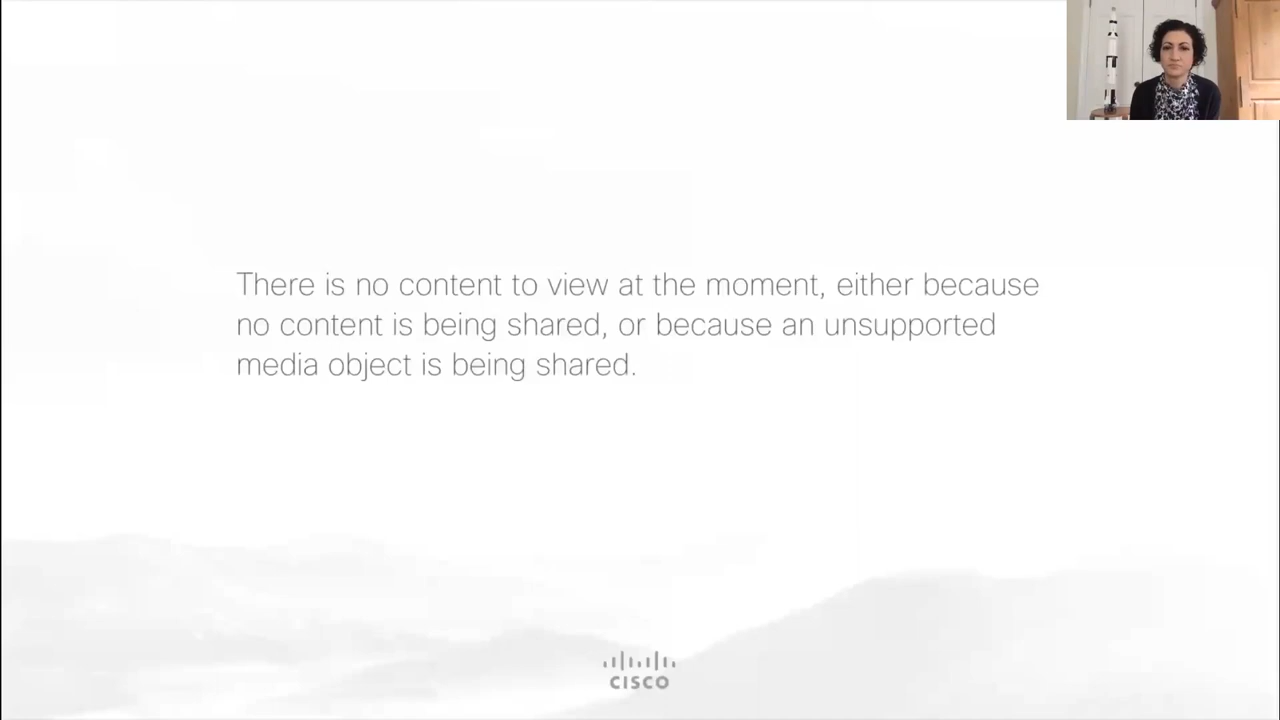 There is no content to view at the moment, either because
no content is being shared, or because an unsupported
media object is being shared.
CISCO